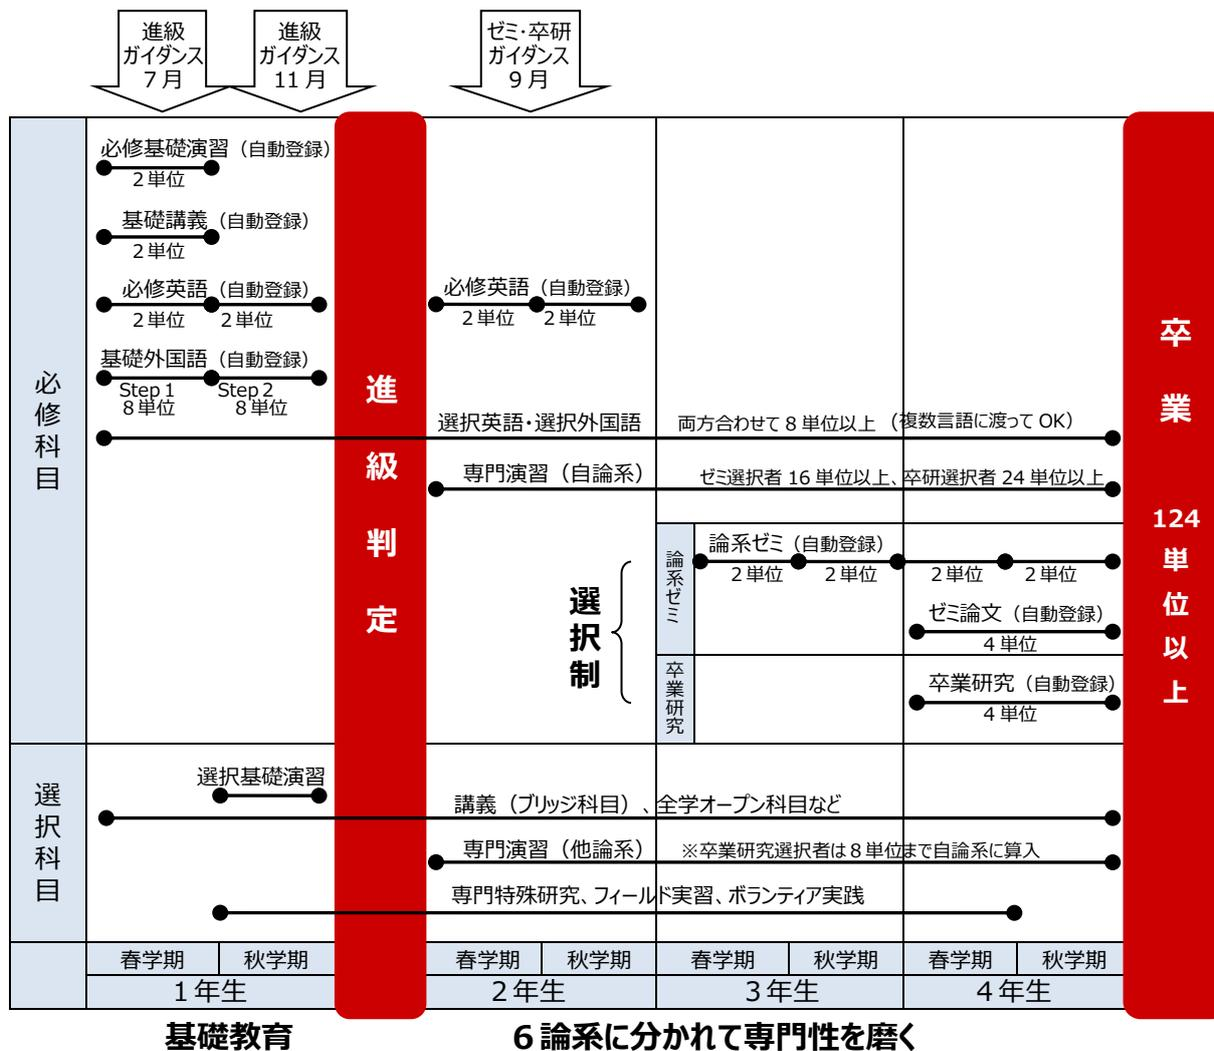 進級
ガイダンス
7月
進級
ガイダンス
11月
ゼミ・卒研
ガイダンス
9月
必修科目
必修基礎演習（自動登録）
2単位
基礎講義（自動登録）
2単位
必修英語（自動登録）
2単位 2単位
必修英語（自動登録）
2単位 2単位
基礎外国語（自動登録）
Step 1 Step 2
8単位 8単位
選択英語・選択外国語 両方合わせて8単位以上（複数言語に渡ってOK）
専門演習（自論系） ゼミ選択者16単位以上、卒研選択者24単位以上
選択制
論系ゼミ
論系ゼミ（自動登録）
2単位 2単位 2単位 2単位
ゼミ論文（自動登録）
4単位
卒業研究
卒業研究（自動登録）
4単位
進級判定
卒業
124
単位以上
選択科目
選択基礎演習
講義（ブリッジ科目）、全学オープン科目など
専門演習（他論系） ※卒業研究選択者は8単位まで自論系に算入
専門特殊研究、フィールド実習、ボランティア実践
春学期 秋学期 春学期 秋学期 春学期 秋学期 春学期 秋学期
1年生 2年生 3年生 4年生
基礎教育 6論系に分かれて専門性を磨く